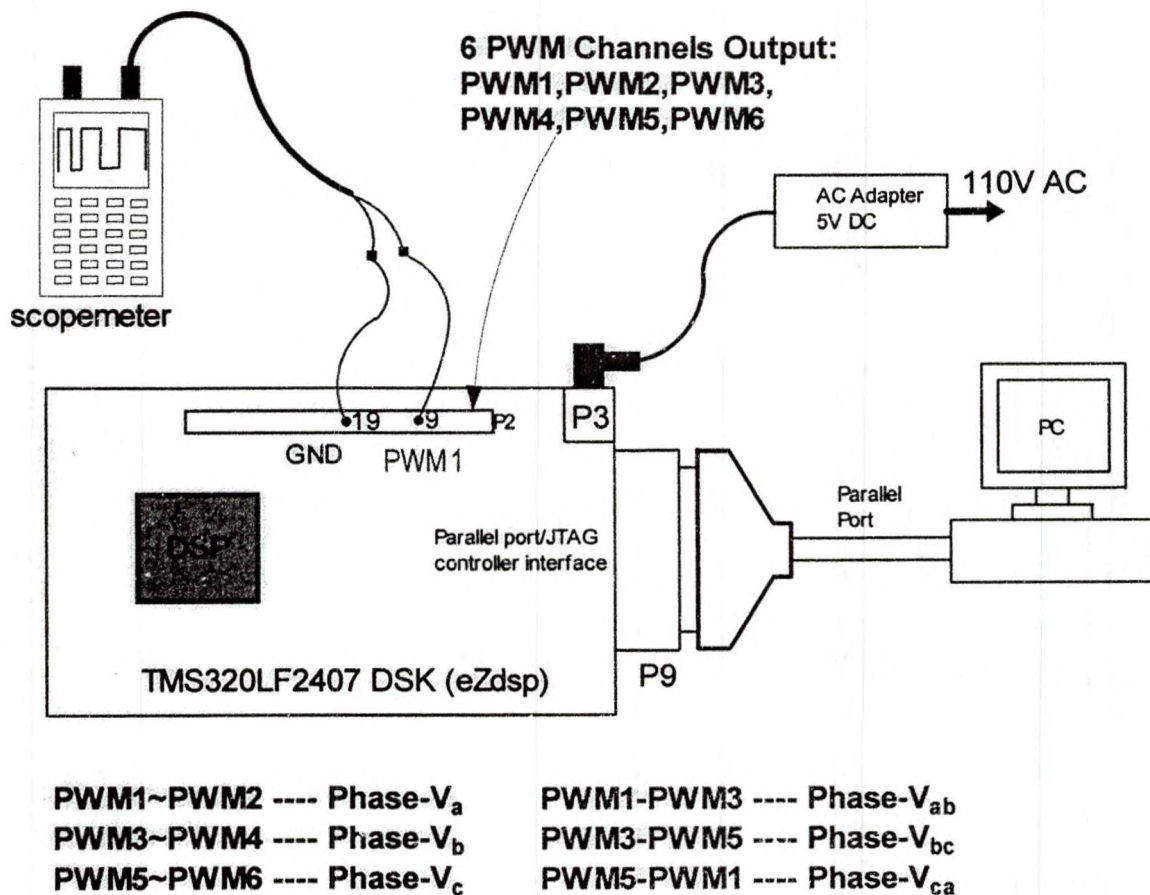 6 PWM Channels Output:
PWM1,PWM2,PWM3,
PWM4,PWM5,PWM6
110V AC
AC Adapter
5V DC
scopemeter
19
9
P2
P3
GND
PWM1
PC
DSP
Parallel port/JTAG
controller interface
Parallel
Port
P9
TMS320LF2407 DSK (eZdsp)
PWM1~PWM2 ---- Phase-Va
PWM1-PWM3 ---- Phase-Vab
PWM3~PWM4 ---- Phase-Vb
PWM3-PWM5 ---- Phase-Vbc
PWM5~PWM6 ---- Phase-Vc
PWM5-PWM1 ---- Phase-Vca